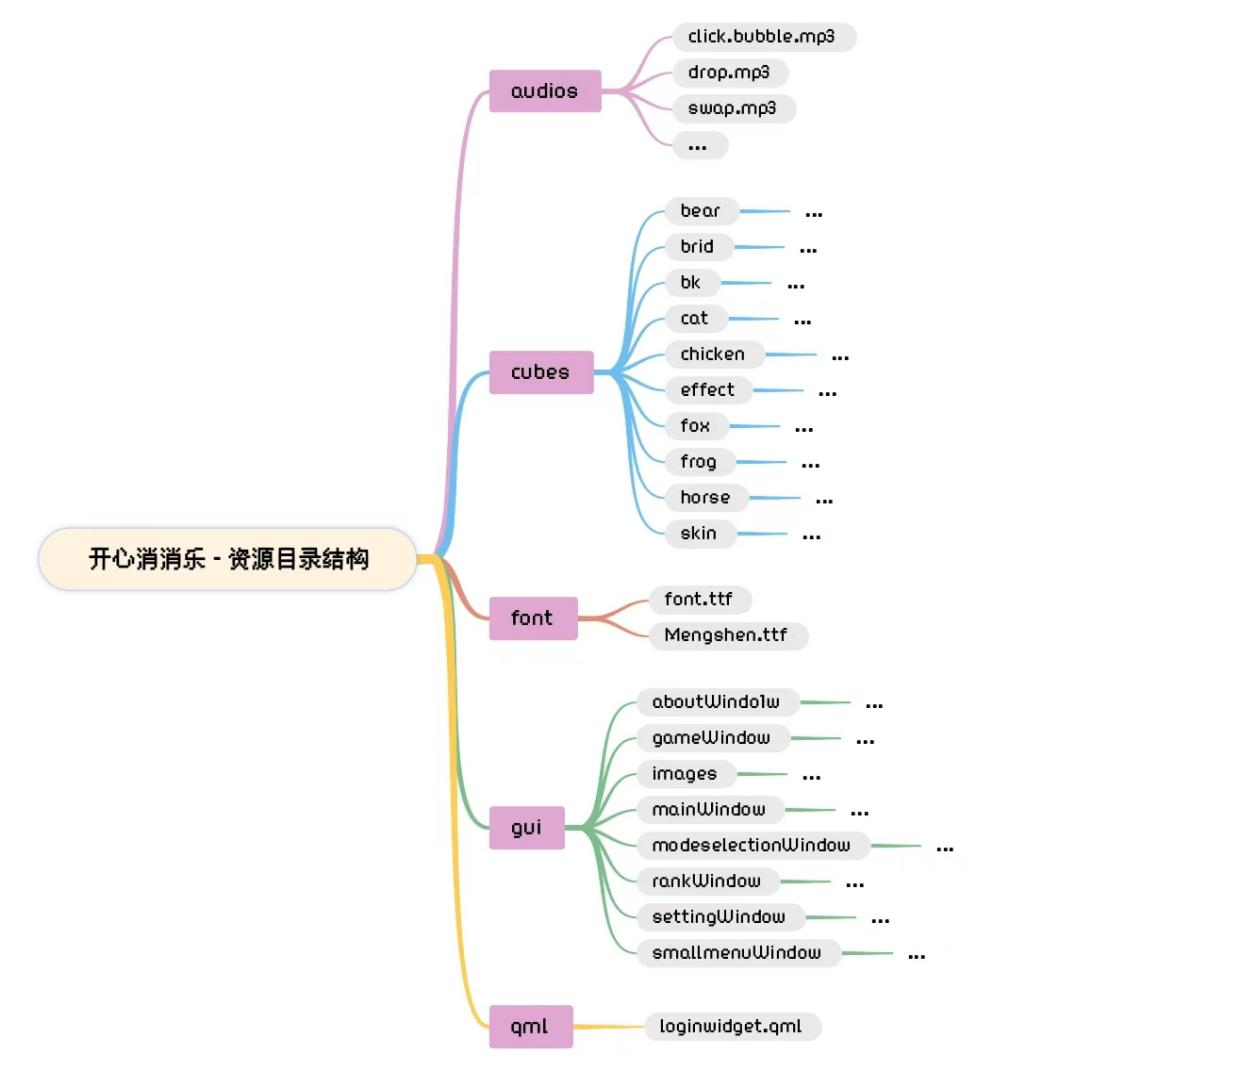 audios
click.bubble.mp3
drop.mp3
swap.mp3
...
cubes
bear ...
brid ...
bk ...
cat ...
chicken ...
effect ...
fox ...
frog ...
horse ...
skin ...
开心消消乐 - 资源目录结构
font
font.ttf
Mengshen.ttf
gui
aboutWindo1w ...
gameWindow ...
images ...
mainWindow ...
modeselectionWindow ...
rankWindow ...
settingWindow ...
smallmenuWindow ...
qml
loginwidget.qml